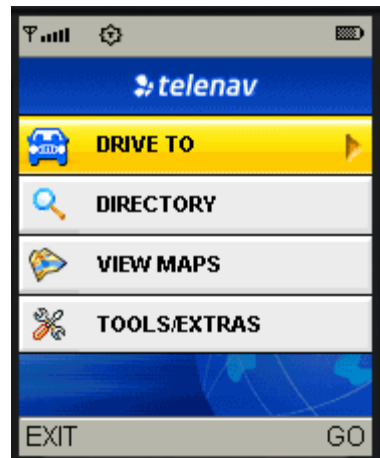 telenav
DRIVE TO
DIRECTORY
VIEW MAPS
TOOLS/EXTRAS
EXIT GO